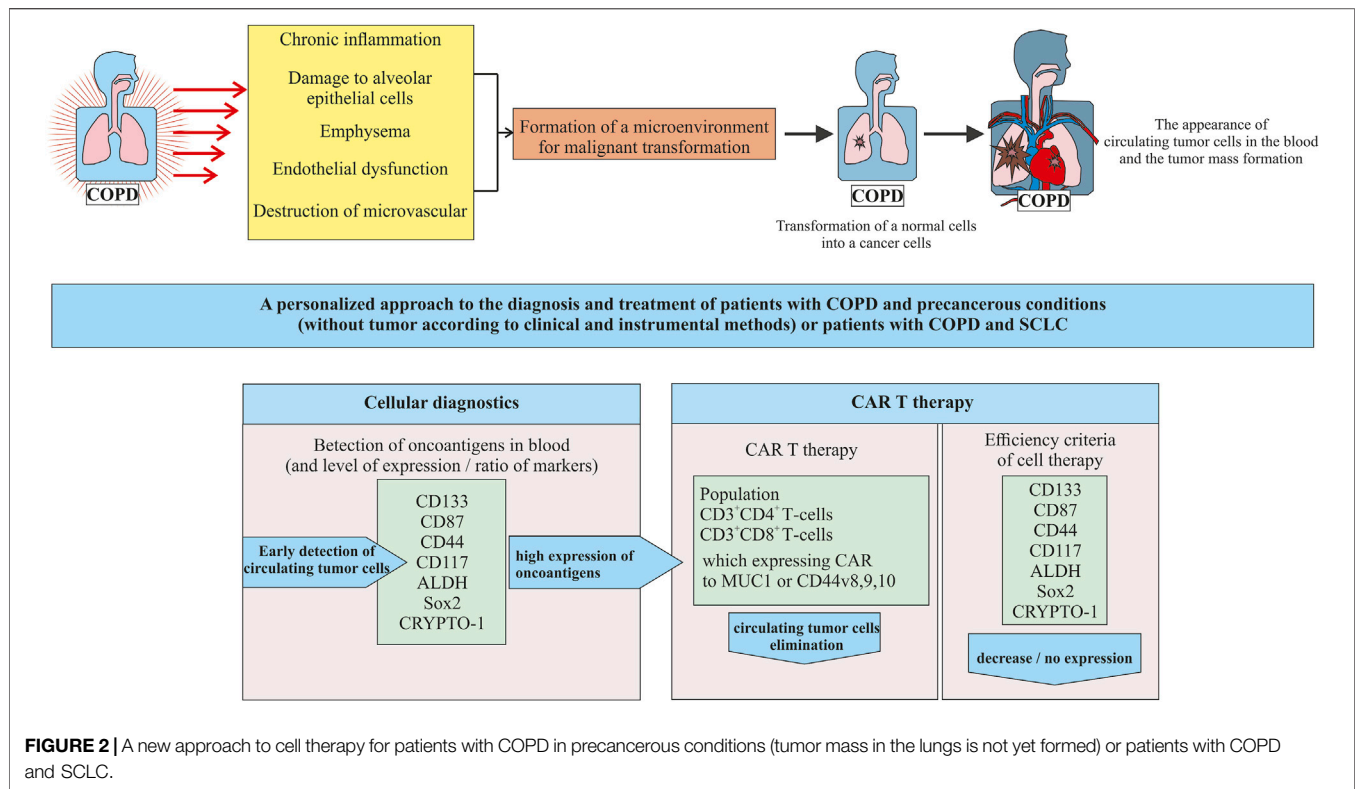 COPD
Chronic inflammation
Damage to alveolar
epithelial cells
Emphysema
Endothelial dysfunction
Destruction of microvascular
Formation of a microenvironment
for malignant transformation
COPD
Transformation of a normal cells
into a cancer cells
COPD
The appearance of
circulating tumor cells in the blood
and the tumor mass formation
A personalized approach to the diagnosis and treatment of patients with COPD and precancerous conditions
(without tumor according to clinical and instrumental methods) or patients with COPD and SCLC
Cellular diagnostics
Betection of oncoantigens in blood
(and level of expression / ratio of markers)
Early detection of
circulating tumor cells
CD133
CD87
CD44
CD117
ALDH
Sox2
CRYPTO-1
high expression of
oncoantigens
CAR T therapy
CAR T therapy
Population
CD3⁺CD4⁺ T-cells
CD3⁺CD8⁺ T-cells
which expressing CAR
to MUC1 or CD44v8,9,10
circulating tumor cells
elimination
Efficiency criteria
of cell therapy
CD133
CD87
CD44
CD117
ALDH
Sox2
CRYPTO-1
decrease / no expression
FIGURE 2 | A new approach to cell therapy for patients with COPD in precancerous conditions (tumor mass in the lungs is not yet formed) or patients with COPD
and SCLC.